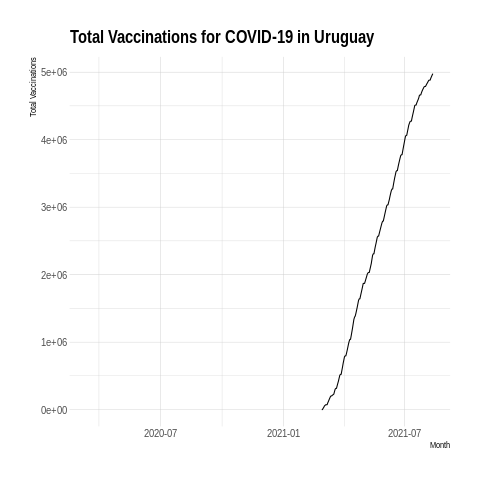 Total Vaccinations for COVID-19 in Uruguay
Total Vaccinations
5e+06
4e+06
3e+06
2e+06
1e+06
0e+00
2020-07
2021-01
2021-07
Month